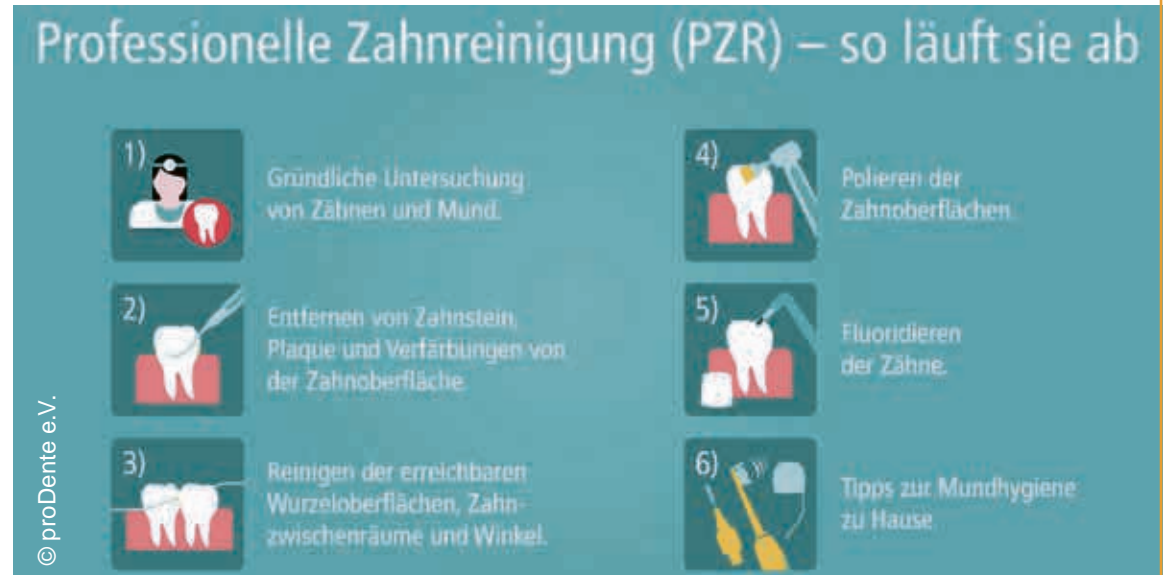 Professionelle Zahnreinigung (PZR) – so läuft sie ab
1)
Gründliche Untersuchung
von Zähnen und Mund.
2)
Entfernen von Zahnstein,
Plaque und Verfärbungen von
der Zahnoberfläche.
3)
Reinigen der erreichbaren
Wurzeloberflächen, Zahn-
zwischenräume und Winkel.
4)
Polieren der
Zahnoberflächen.
5)
Fluoridieren
der Zähne.
6)
Tipps zur Mundhygiene
zu Hause
© proDente e.V.